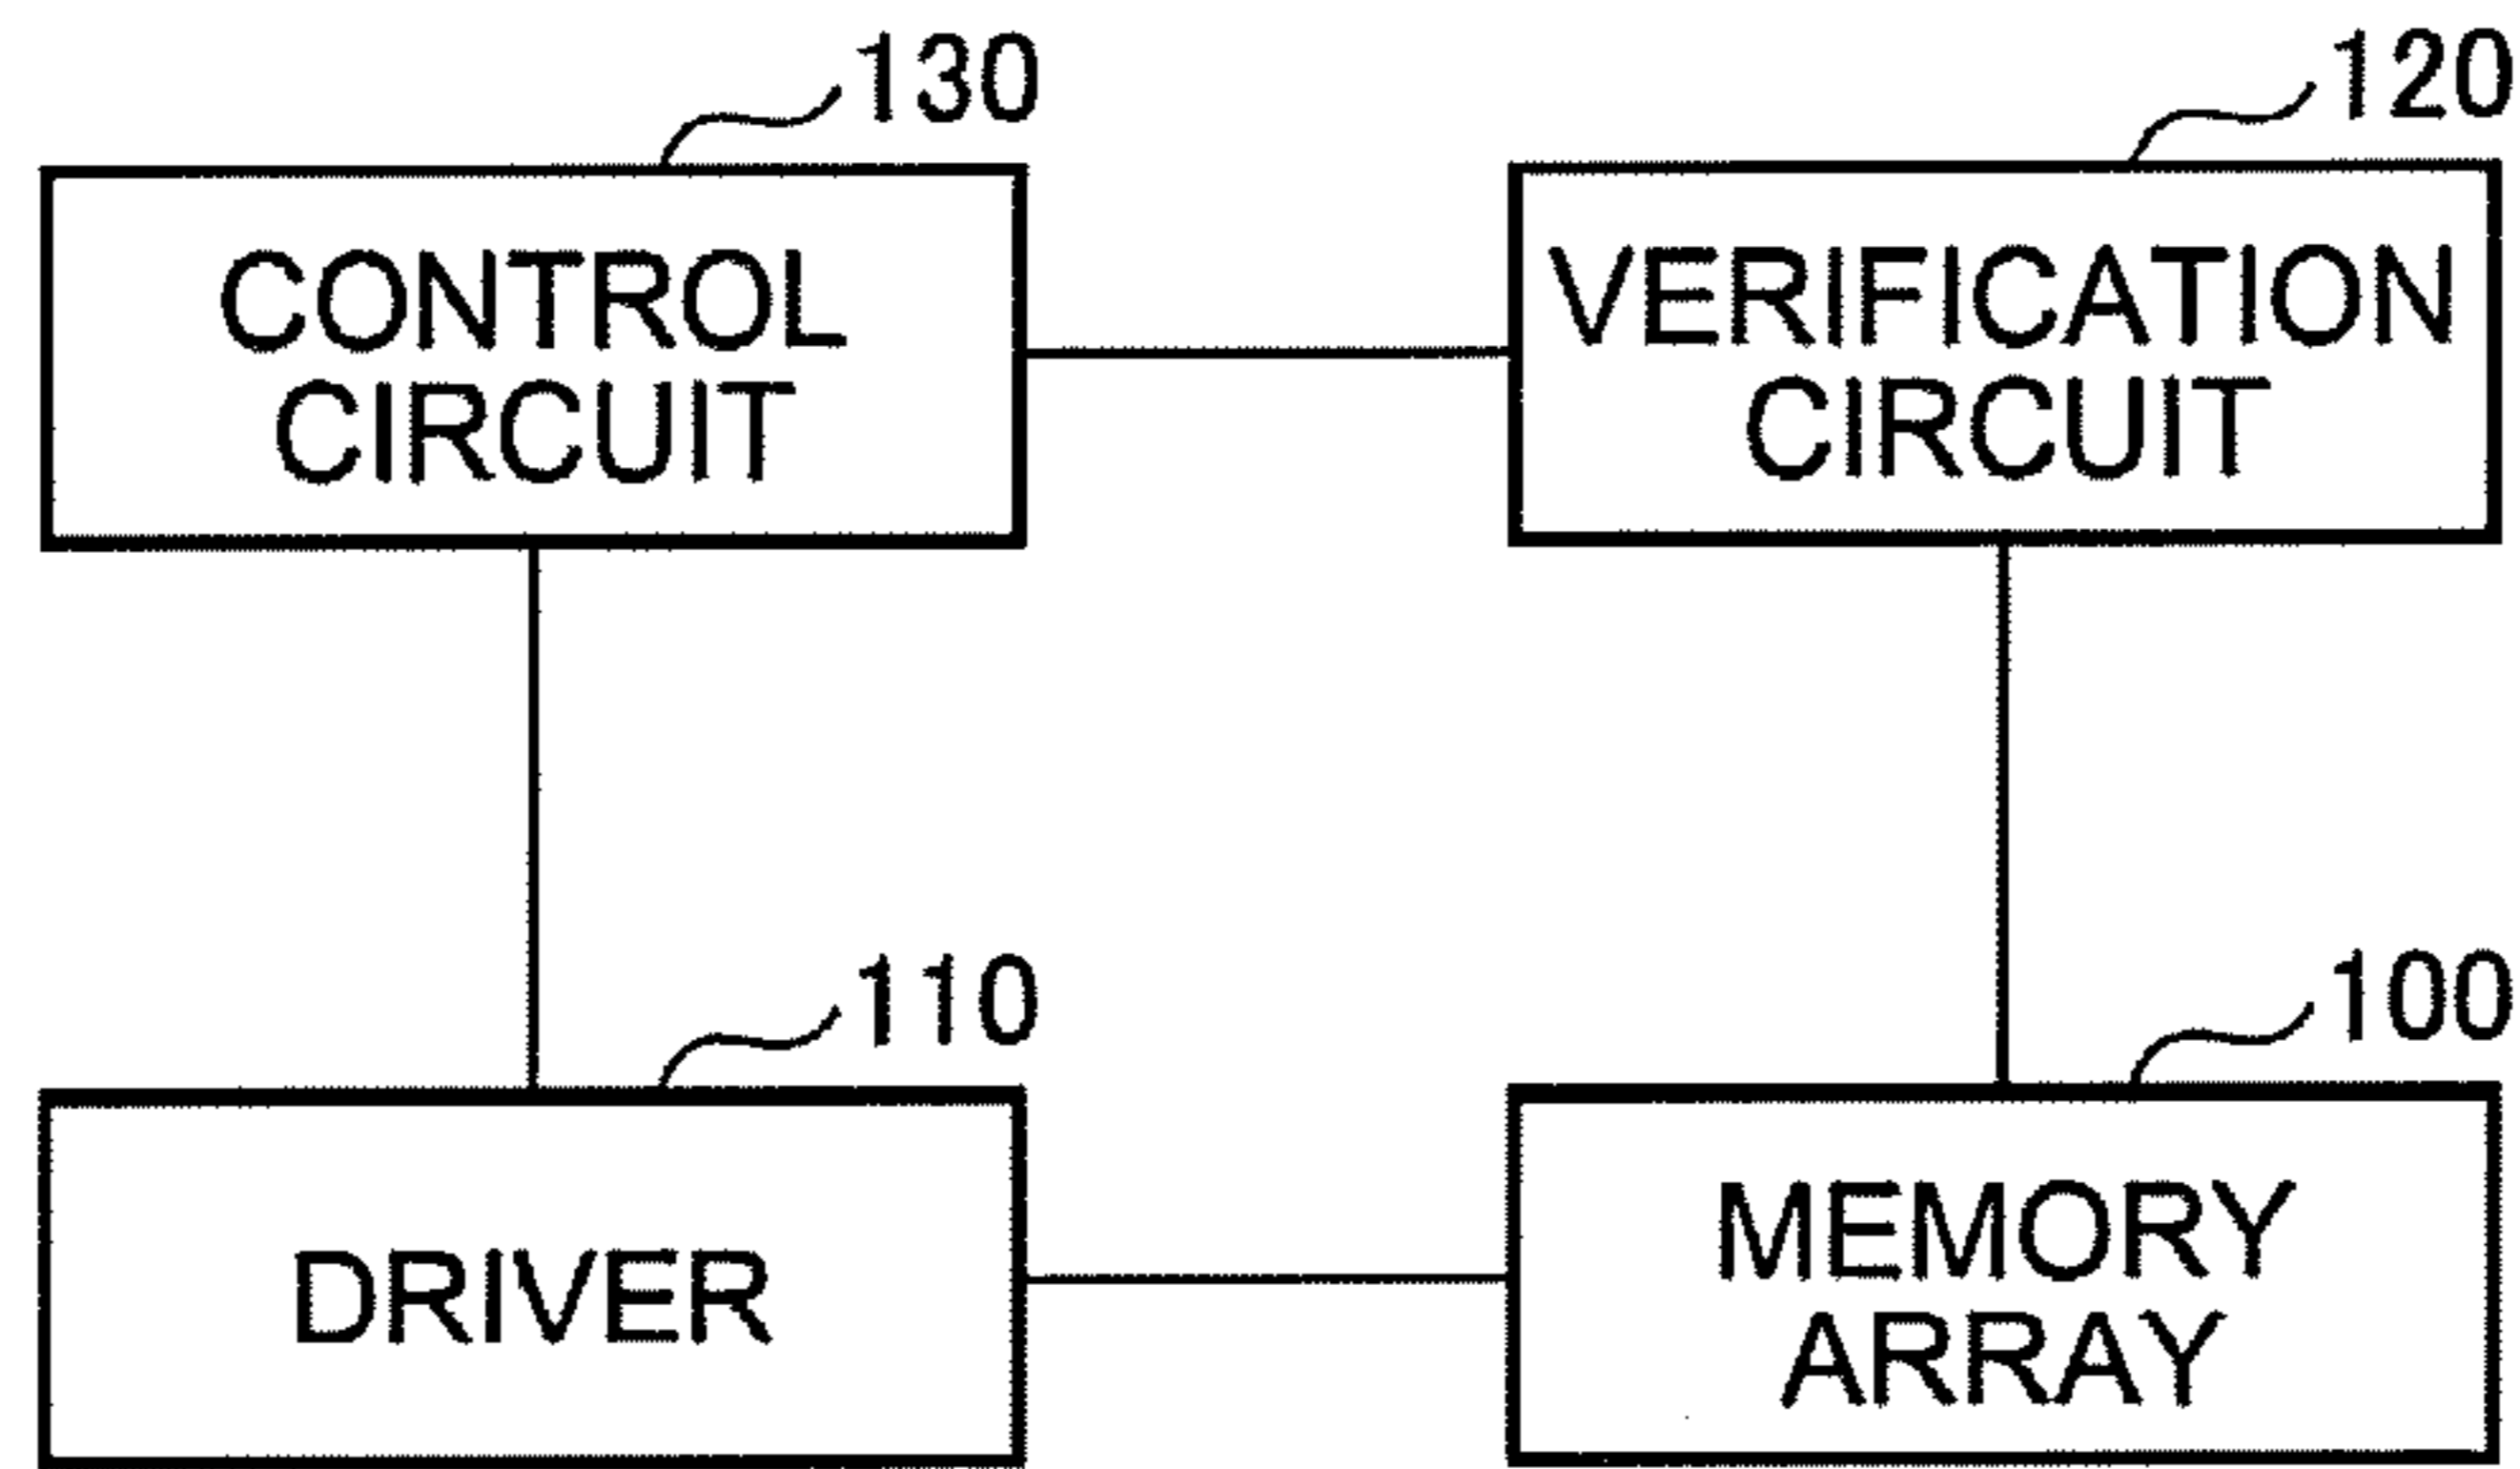 130
120
CONTROL
CIRCUIT
VERIFICATION
CIRCUIT
110
100
DRIVER
MEMORY
ARRAY